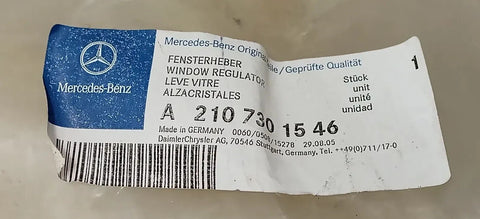 Mercedes-Benz
Mercedes-Benz Original /Geprüfte Qualität
FENSTERHEBER
WINDOW REGULATOR
LEVE VITRE
ALZACRISTALES
Stück
unit
unité
unidad
1
A 210 730 15 46
Made in GERMANY 29.08.05
DaimlerChrysler AG, 70546 Stuttgart, Germany, Tel. ++49(0)711/17-0